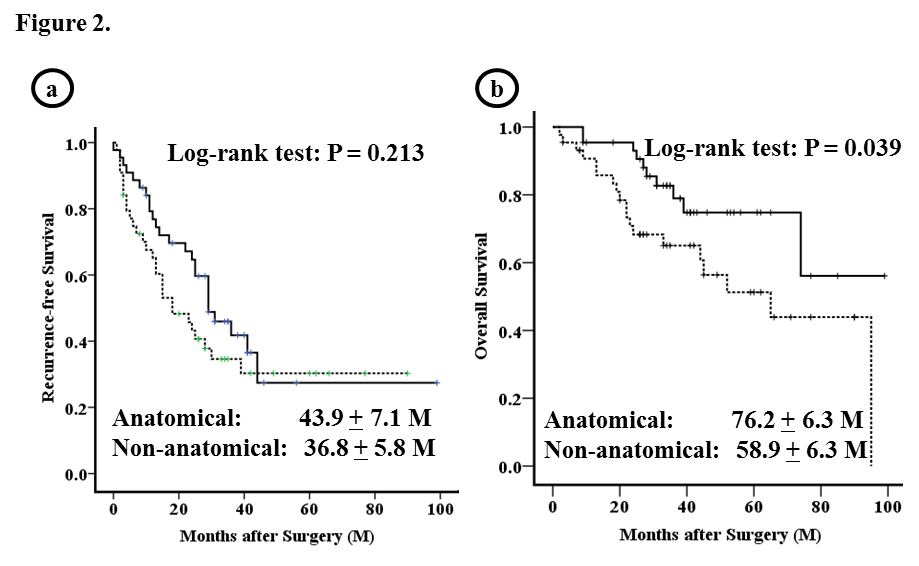 Figure 2.
a
Log-rank test: P = 0.213
1.0
0.8
0.6
0.4
0.2
0.0
Recurrence-free Survival
Anatomical: 43.9 ± 7.1 M
Non-anatomical: 36.8 ± 5.8 M
0 20 40 60 80 100
Months after Surgery (M)
b
Log-rank test: P = 0.039
1.0
0.8
0.6
0.4
0.2
0.0
Overall Survival
Anatomical: 76.2 ± 6.3 M
Non-anatomical: 58.9 ± 6.3 M
0 20 40 60 80 100
Months after Surgery (M)